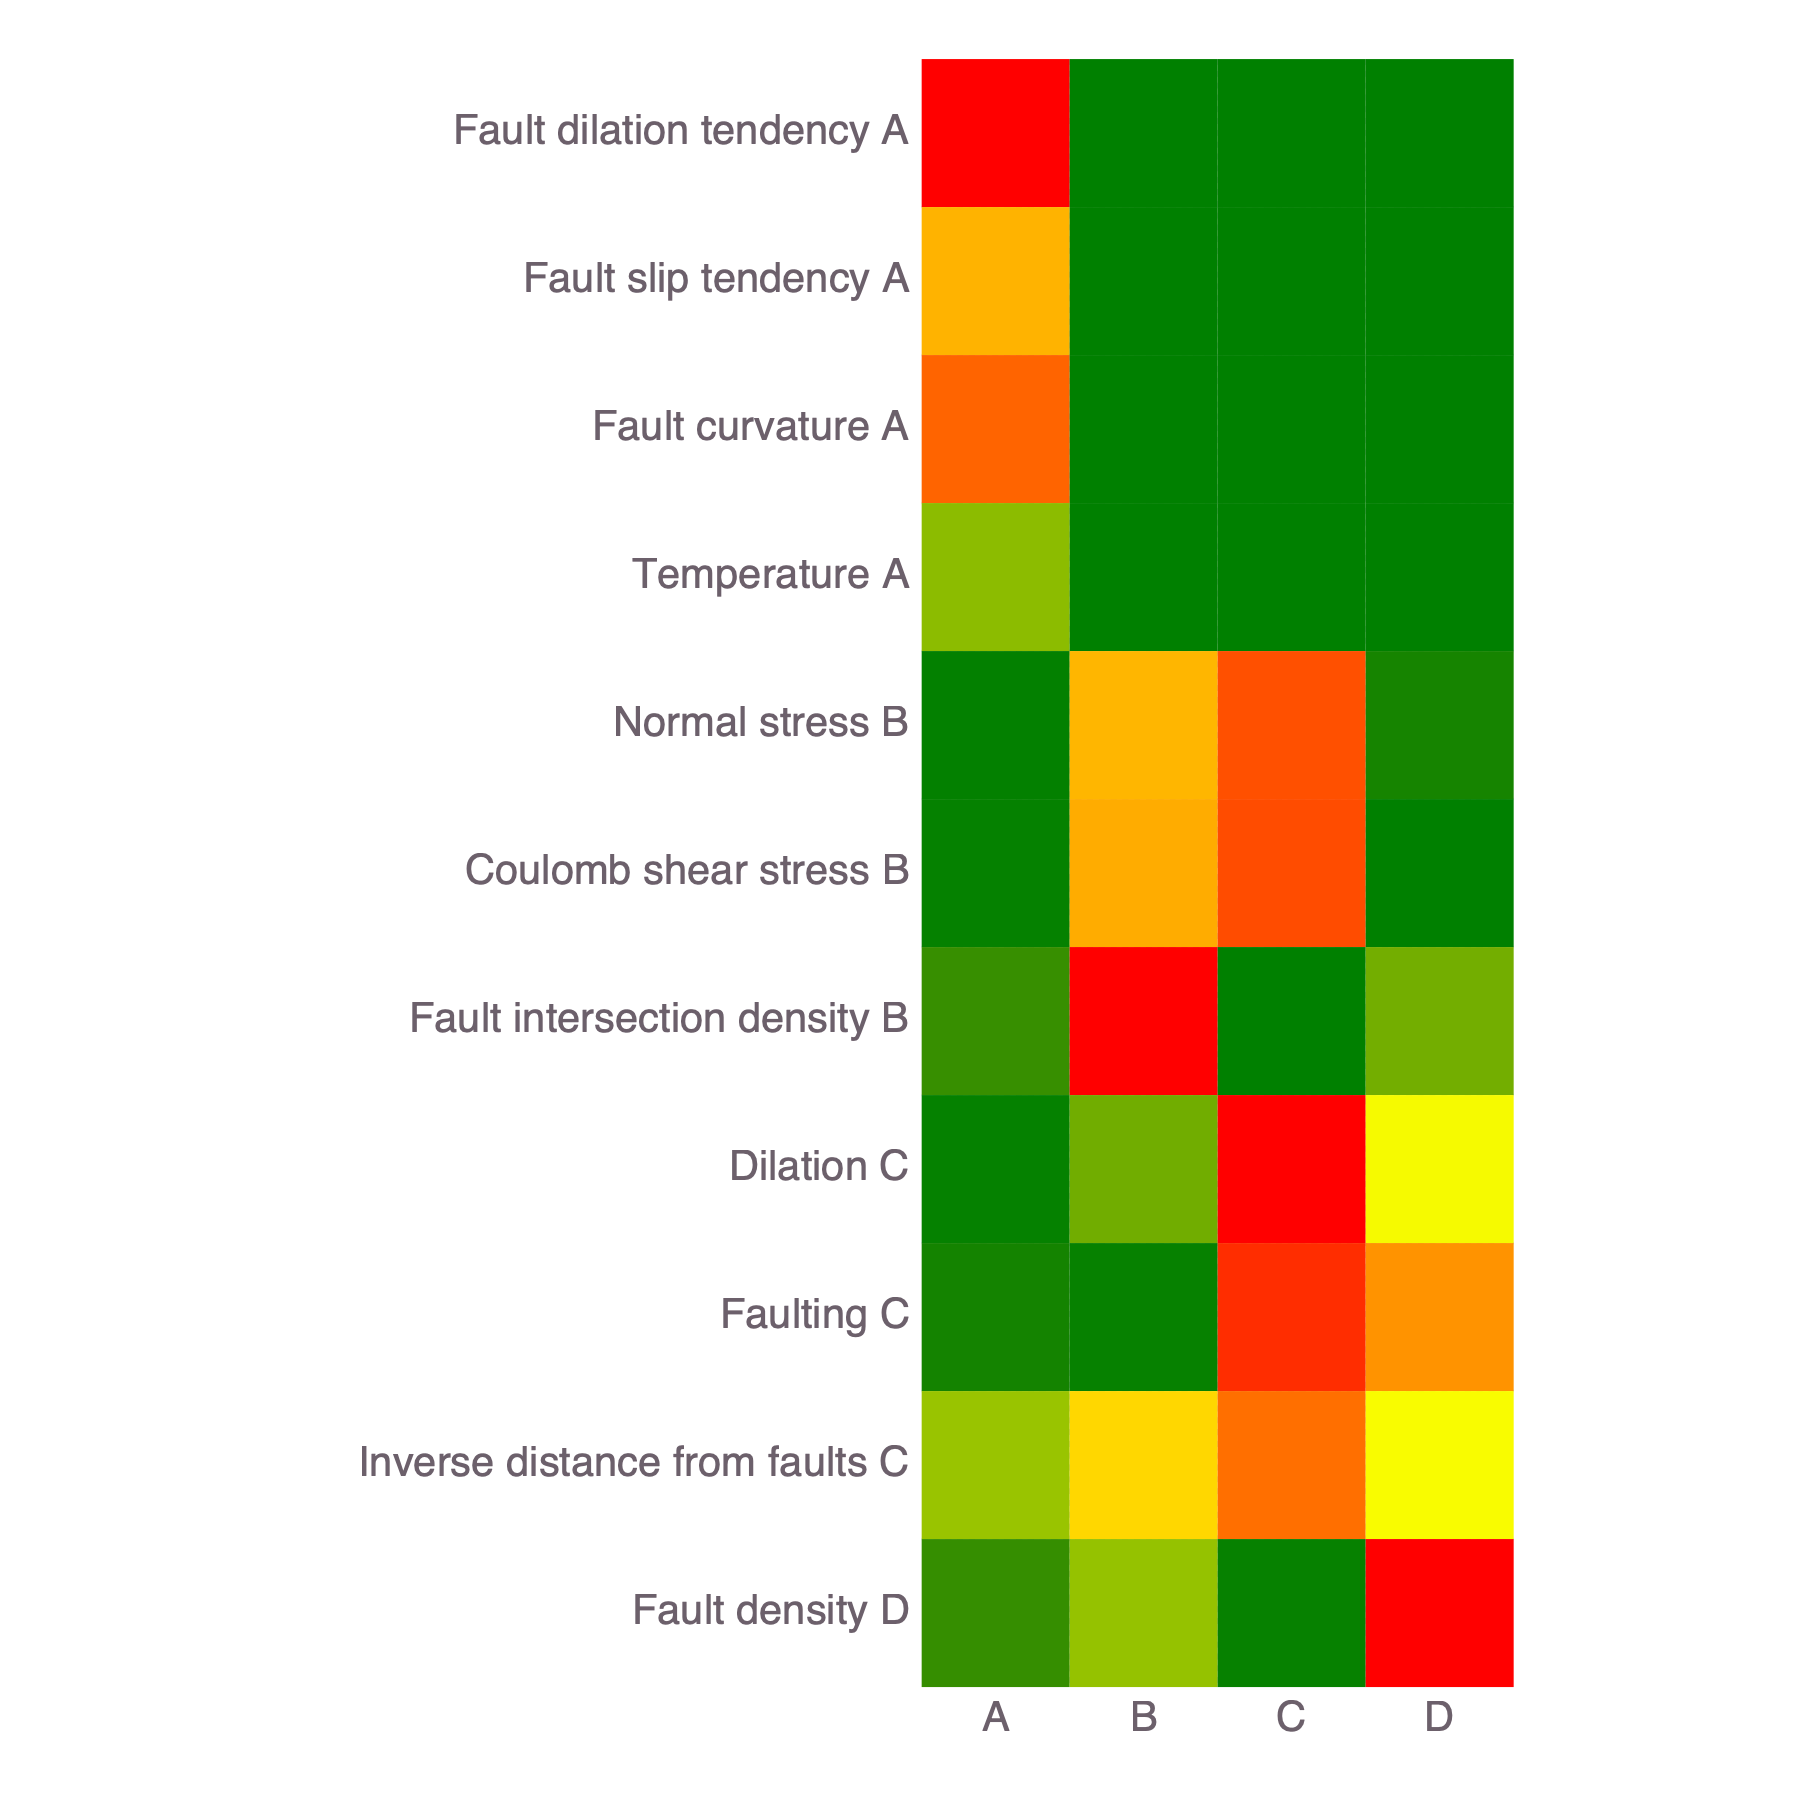 Fault dilation tendency A
Fault slip tendency A
Fault curvature A
Temperature A
Normal stress B
Coulomb shear stress B
Fault intersection density B
Dilation C
Faulting C
Inverse distance from faults C
Fault density D
A B C D